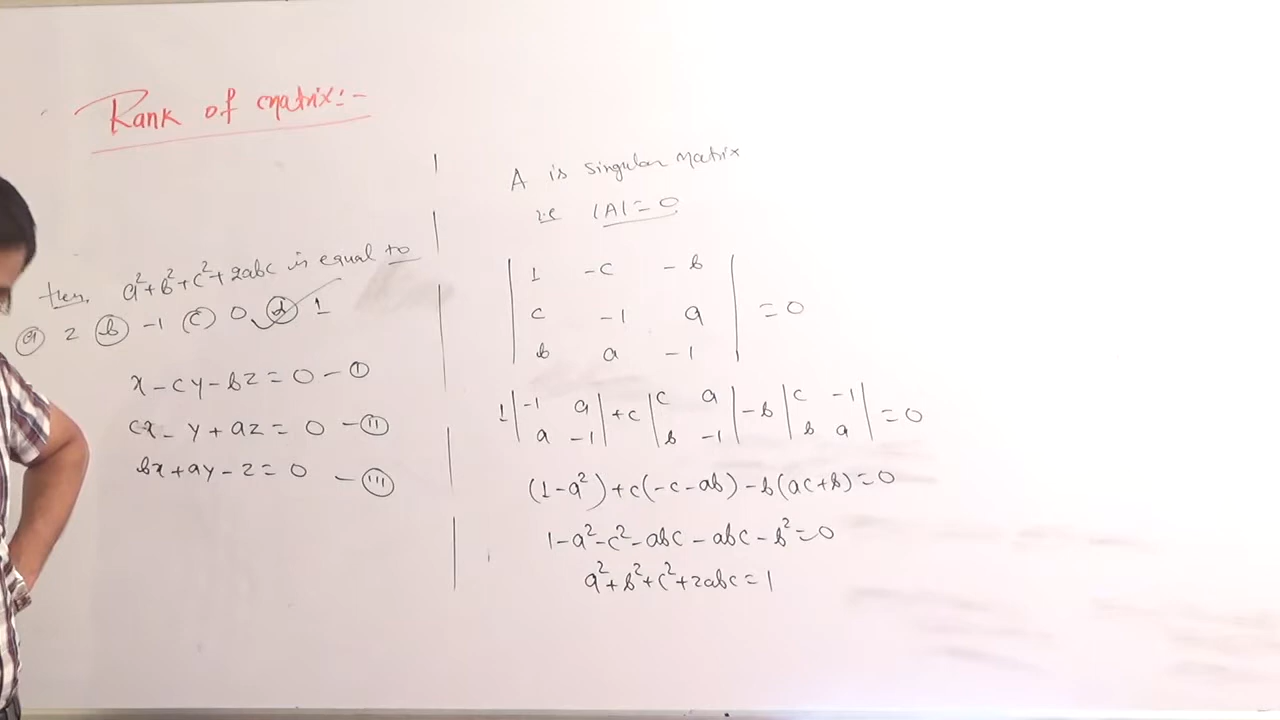 Rank of matrix:-
then, a²+b²+c²+2abc is equal to
(a) 2 (b) -1 (c) 0 (d) 1
x-cy-bz=0 - (I)
cx-y+az=0 - (II)
bx+ay-z=0 - (III)
A is singular matrix
i.e |A|=0
| 1 -c -b |
| c -1 a | =0
| b a -1 |
1 | -1 a | +c | c a | -b | c -1 | =0
| a -1 | | b -1 | | b a |
(1-a²)+c(-c-ab)-b(ac+b)=0
1-a²-c²-abc-abc-b²=0
a²+b²+c²+2abc=1